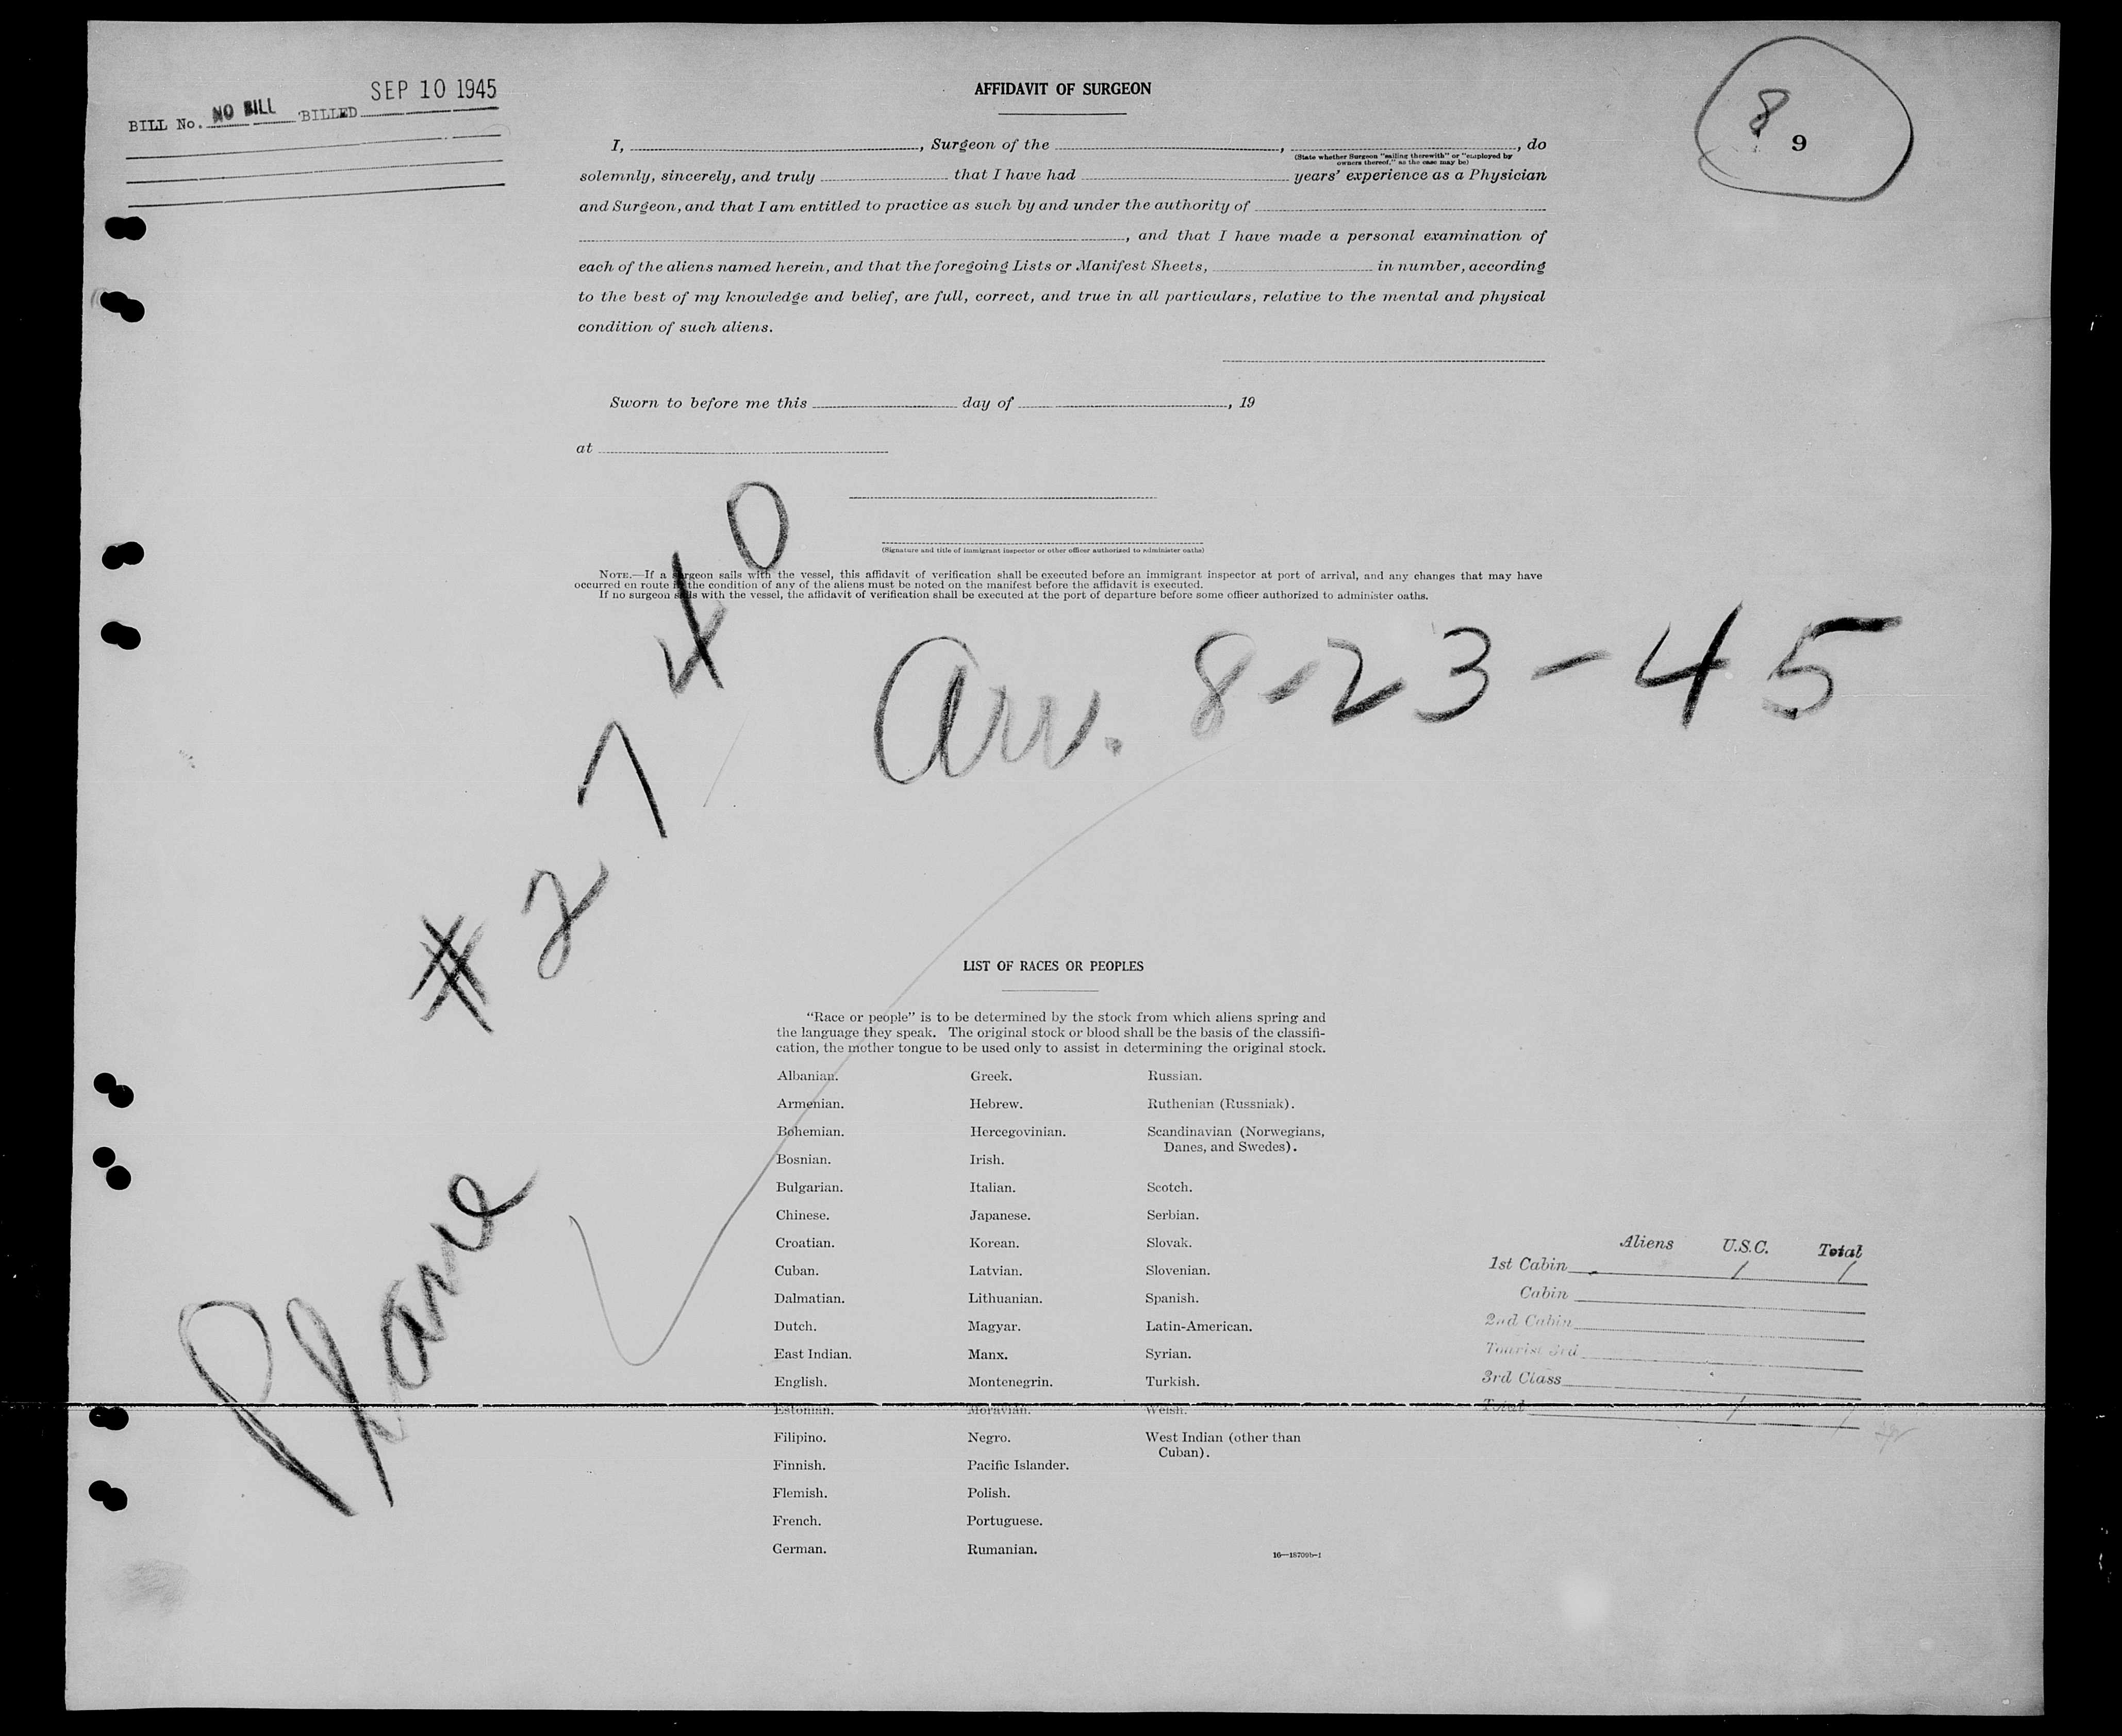 SEP 10 1945
BILL No. NO BILL BILLED
8
9
AFFIDAVIT OF SURGEON
I, , Surgeon of the , , do
(State whether Surgeon "sailing therewith" or "employed by
owners thereof," as the case may be)
solemnly, sincerely, and truly that I have had years' experience as a Physician
and Surgeon, and that I am entitled to practice as such by and under the authority of
, and that I have made a personal examination of
each of the aliens named herein, and that the foregoing Lists or Manifest Sheets, in number, according
to the best of my knowledge and belief, are full, correct, and true in all particulars, relative to the mental and physical
condition of such aliens.
Sworn to before me this day of , 19
at
(Signature and title of immigrant inspector or other officer authorized to administer oaths)
NOTE.—If a surgeon sails with the vessel, this affidavit of verification shall be executed before an immigrant inspector at port of arrival, and any changes that may have
occurred en route in the condition of any of the aliens must be noted on the manifest before the affidavit is executed.
If no surgeon sails with the vessel, the affidavit of verification shall be executed at the port of departure before some officer authorized to administer oaths.
Arr. 8-23-45
Plane # 2740
LIST OF RACES OR PEOPLES
"Race or people" is to be determined by the stock from which aliens spring and
the language they speak. The original stock or blood shall be the basis of the classifi-
cation, the mother tongue to be used only to assist in determining the original stock.
Albanian.
Armenian.
Bohemian.
Bosnian.
Bulgarian.
Chinese.
Croatian.
Cuban.
Dalmatian.
Dutch.
East Indian.
English.
Estonian.
Filipino.
Finnish.
Flemish.
French.
German.
Greek.
Hebrew.
Hercegovinian.
Irish.
Italian.
Japanese.
Korean.
Latvian.
Lithuanian.
Magyar.
Manx.
Montenegrin.
Moravian.
Negro.
Pacific Islander.
Polish.
Portuguese.
Rumanian.
Russian.
Ruthenian (Russniak).
Scandinavian (Norwegians,
Danes, and Swedes).
Scotch.
Serbian.
Slovak.
Slovenian.
Spanish.
Latin-American.
Syrian.
Turkish.
Welsh.
West Indian (other than
Cuban).
16—18709b-1
Aliens U.S.C. Total
1st Cabin 1 1
Cabin
2nd Cabin
Tourist 3rd
3rd Class
Total 1 1